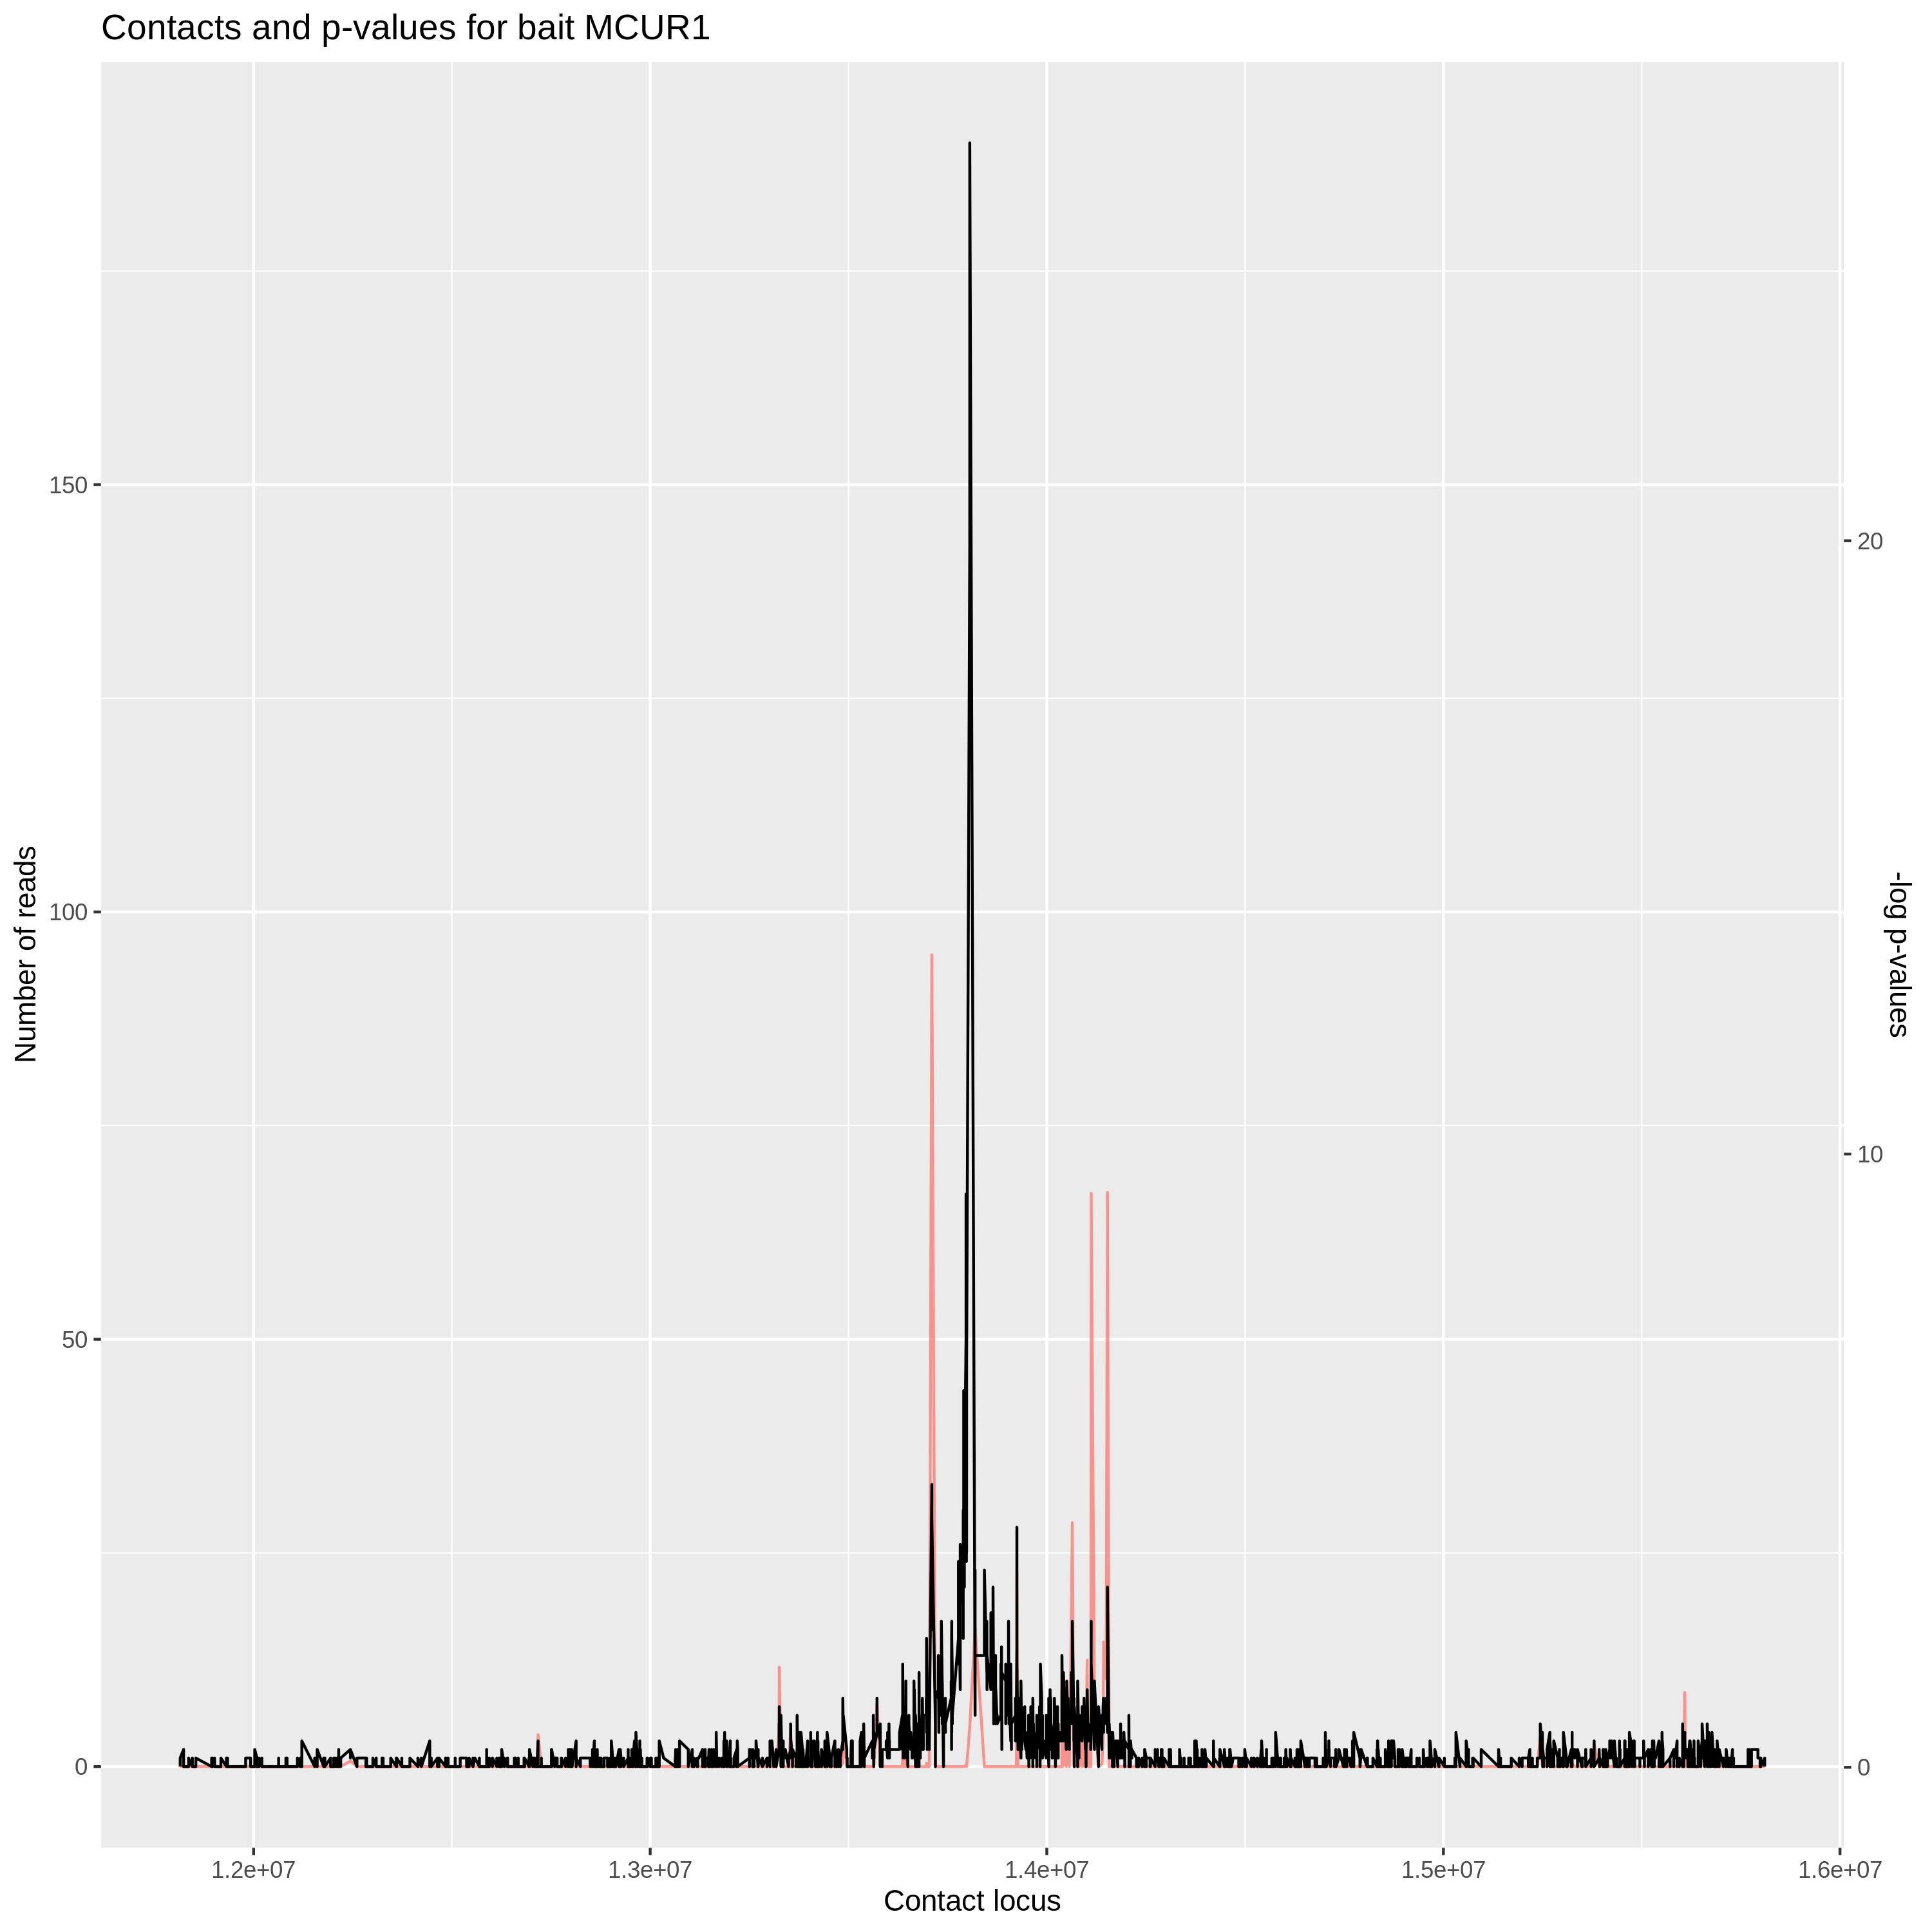 Contacts and p-values for bait MCUR1
150
100
50
0
Number of reads
20
10
0
-log p-values
1.2e+07 1.3e+07 1.4e+07 1.5e+07 1.6e+07
Contact locus